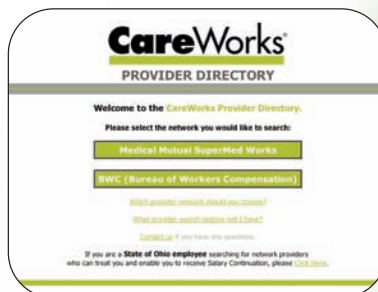 CareWorks®
PROVIDER DIRECTORY
Welcome to the CareWorks Provider Directory.
Please select the network you would like to search:
Medical Mutual SuperMed Works
BWC (Bureau of Workers Compensation)
Which provider network should you choose?
What provider search options will I have?
Contact us if you have any questions.
If you are a State of Ohio employee searching for network providers
who can treat you and enable you to receive Salary Continuation, please Click here.